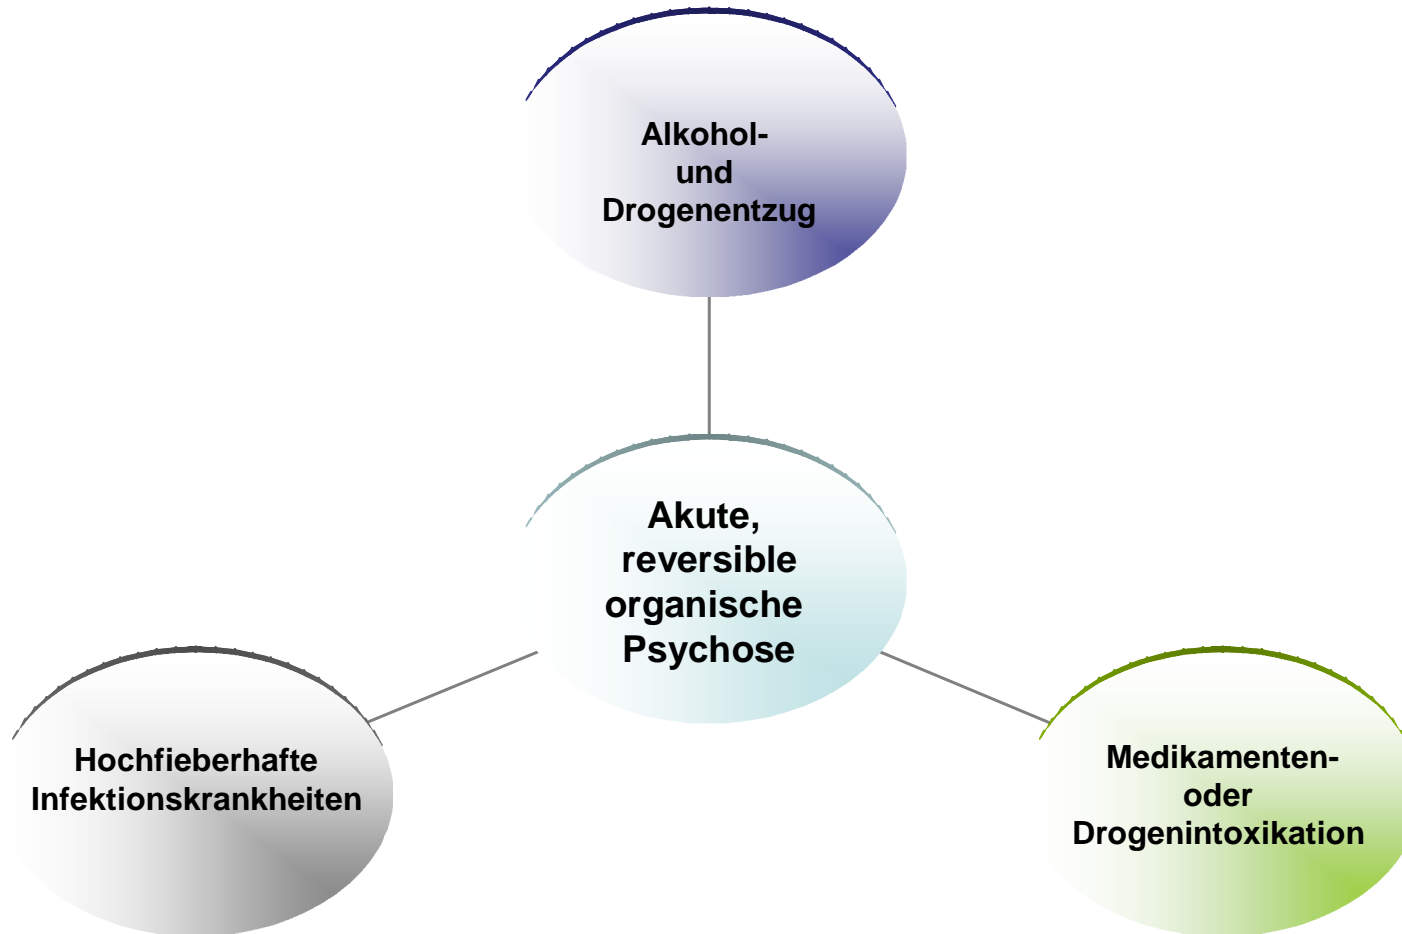 Alkohol-
und
Drogenentzug
Akute,
reversible
organische
Psychose
Hochfieberhafte
Infektionskrankheiten
Medikamenten-
oder
Drogenintoxikation